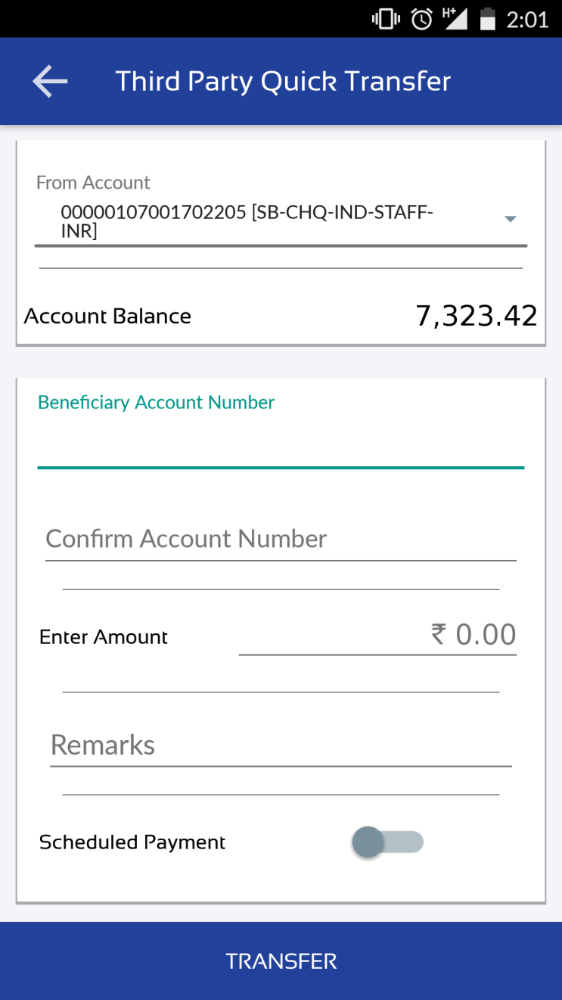 H+ 2:01
Third Party Quick Transfer
From Account
00000107001702205 [SB-CHQ-IND-STAFF-
INR]
Account Balance 7,323.42
Beneficiary Account Number
Confirm Account Number
Enter Amount ₹ 0.00
Remarks
Scheduled Payment
TRANSFER